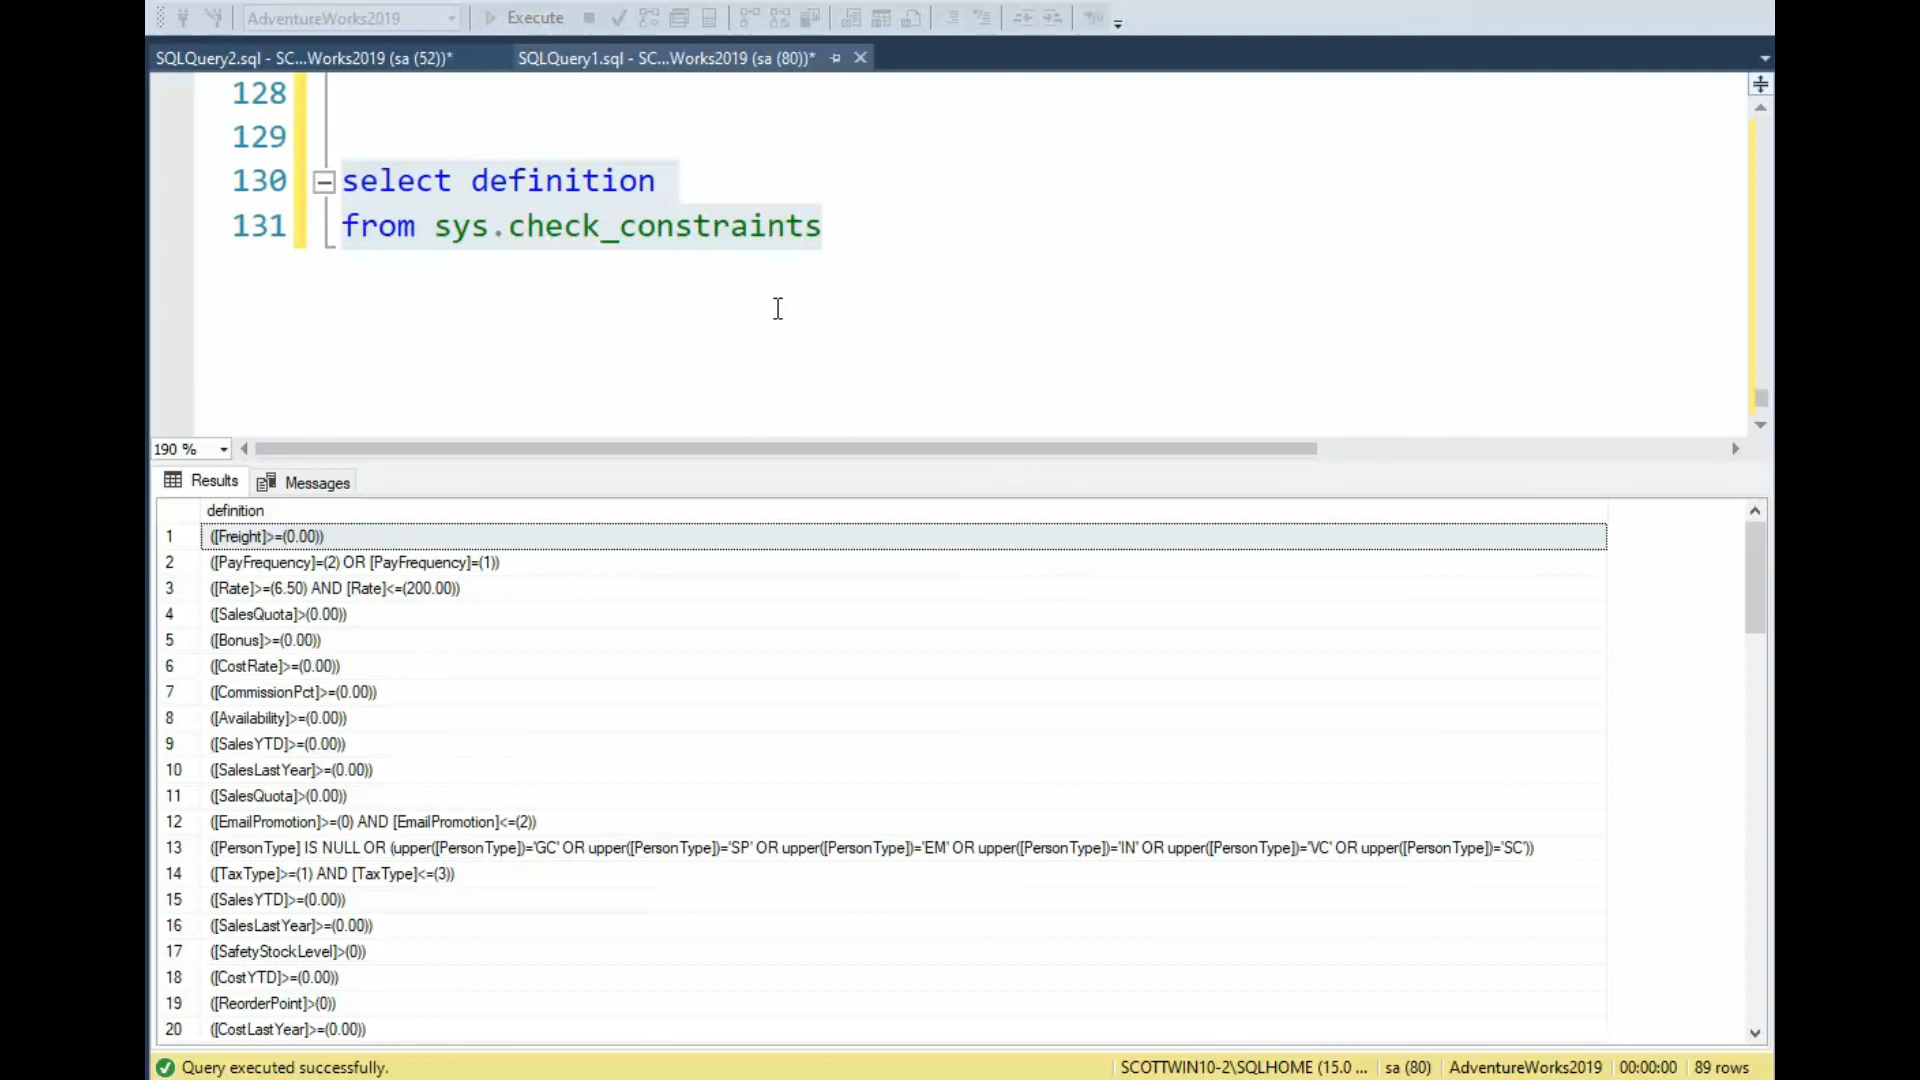 AdventureWorks2019 Execute
SQLQuery2.sql - SC...Works2019 (sa (52))* SQLQuery1.sql - SC...Works2019 (sa (80))*
128
129
130 select definition
131 from sys.check_constraints
190 %
Results Messages
definition
1 ([Freight]>=(0.00))
2 ([PayFrequency]=(2) OR [PayFrequency]=(1))
3 ([Rate]>=(6.50) AND [Rate]<=(200.00))
4 ([SalesQuota]>(0.00))
5 ([Bonus]>=(0.00))
6 ([CostRate]>=(0.00))
7 ([CommissionPct]>=(0.00))
8 ([Availability]>=(0.00))
9 ([SalesYTD]>=(0.00))
10 ([SalesLastYear]>=(0.00))
11 ([SalesQuota]>(0.00))
12 ([EmailPromotion]>=(0) AND [EmailPromotion]<=(2))
13 ([PersonType] IS NULL OR (upper([PersonType])='GC' OR upper([PersonType])='SP' OR upper([PersonType])='EM' OR upper([PersonType])='IN' OR upper([PersonType])='VC' OR upper([PersonType])='SC'))
14 ([TaxType]>=(1) AND [TaxType]<=(3))
15 ([SalesYTD]>=(0.00))
16 ([SalesLastYear]>=(0.00))
17 ([SafetyStockLevel]>(0))
18 ([CostYTD]>=(0.00))
19 ([ReorderPoint]>(0))
20 ([CostLastYear]>=(0.00))
Query executed successfully. SCOTTWIN10-2\SQLHOME (15.0 ... sa (80) AdventureWorks2019 00:00:00 89 rows